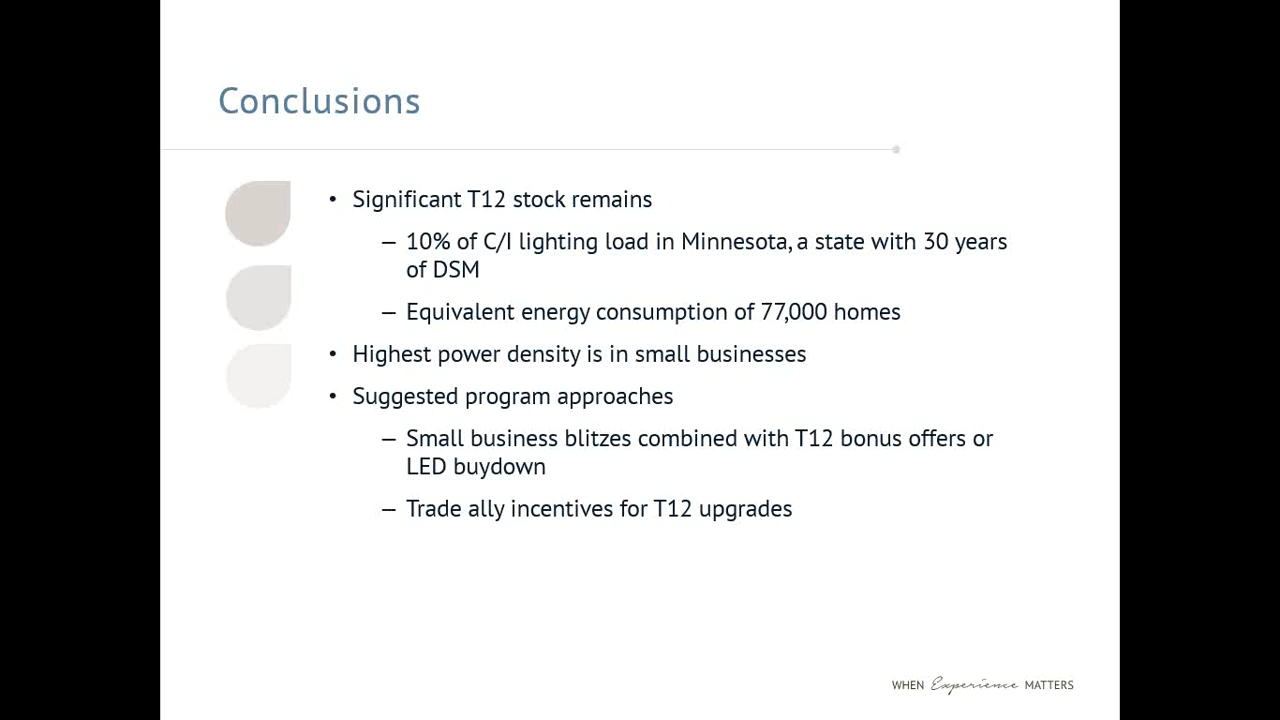 Conclusions
• Significant T12 stock remains
– 10% of C/I lighting load in Minnesota, a state with 30 years
of DSM
– Equivalent energy consumption of 77,000 homes
• Highest power density is in small businesses
• Suggested program approaches
– Small business blitzes combined with T12 bonus offers or
LED buydown
– Trade ally incentives for T12 upgrades
WHEN Experience MATTERS